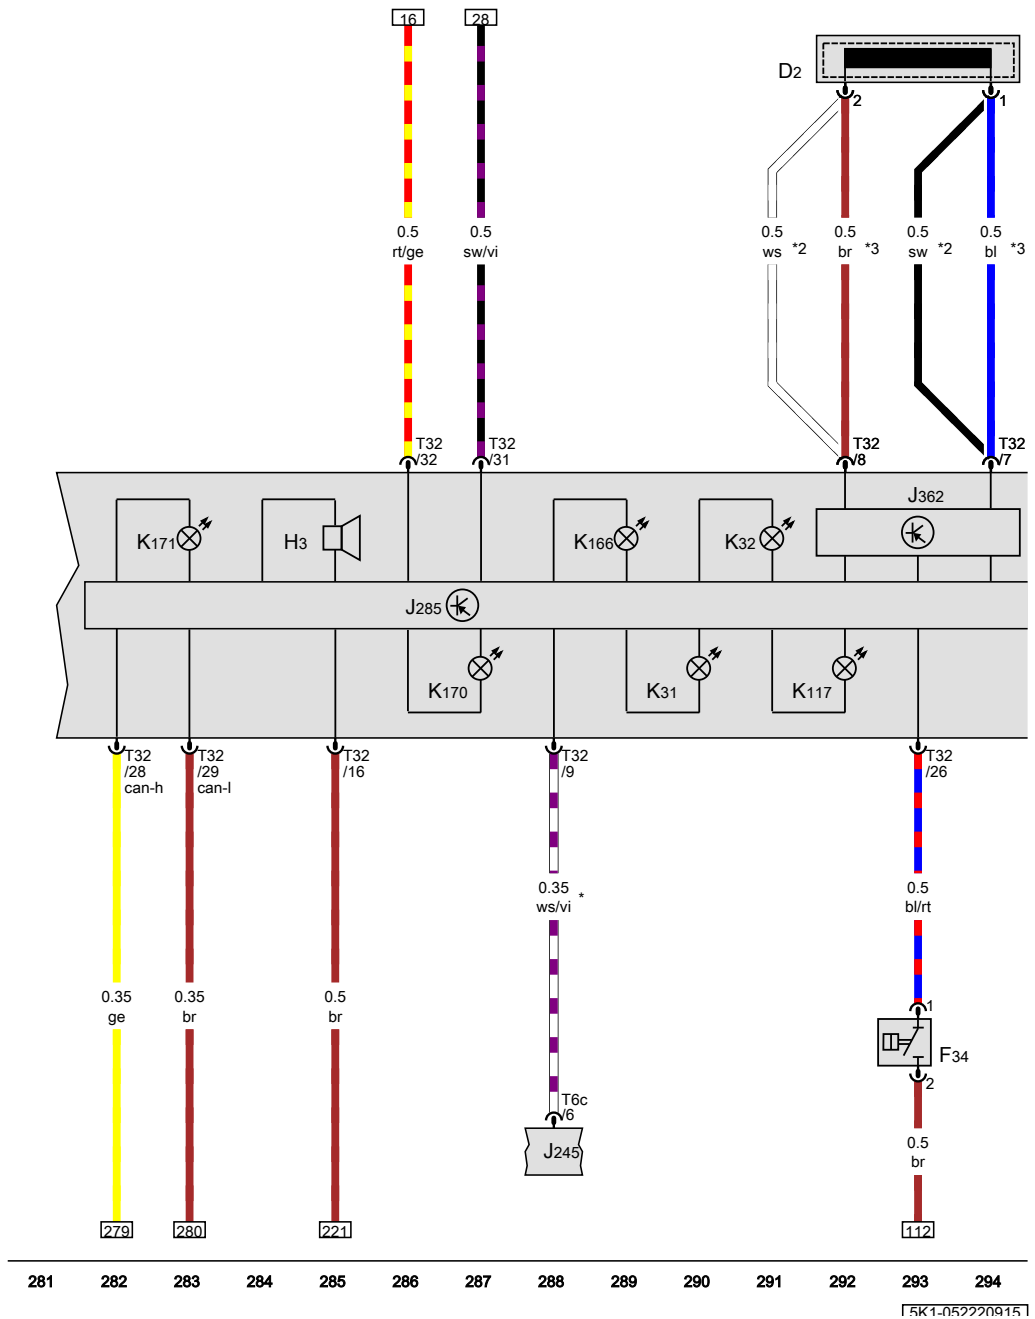 16
28
D2
2
1
0.5
rt/ge
0.5
sw/vi
0.5
ws *2
0.5
br *3
0.5
sw *2
0.5
bl *3
T32
/32
T32
/31
T32
/8
T32
/7
J362
K171
H3
K166
K32
J285
K170
K31
K117
T32
/28
can-h
T32
/29
can-l
T32
/16
T32
/9
T32
/26
0.35
ws/vi *
0.5
bl/rt
0.35
ge
0.35
br
0.5
br
1
F34
2
T6c
/6
J245
0.5
br
279
280
221
112
281 282 283 284 285 286 287 288 289 290 291 292 293 294
5K1-052220915